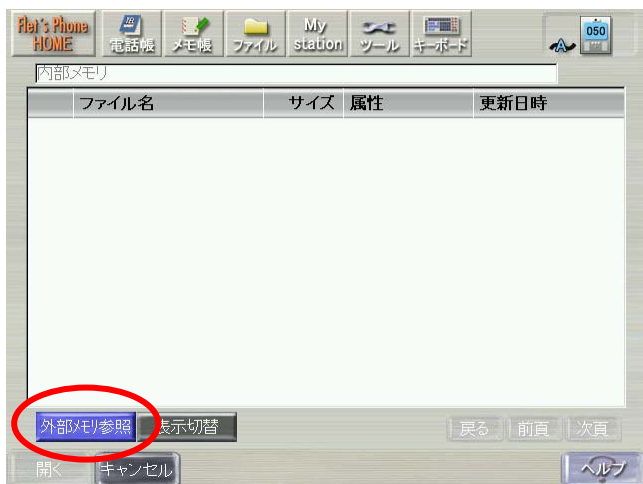 Flet's Phone HOME
電話帳
メモ帳
ファイル
My station
ツール
キーボード
A
050
内部メモリ
ファイル名 サイズ 属性 更新日時
外部メモリ参照 表示切替 戻る 前頁 次頁
開く キャンセル ヘルプ